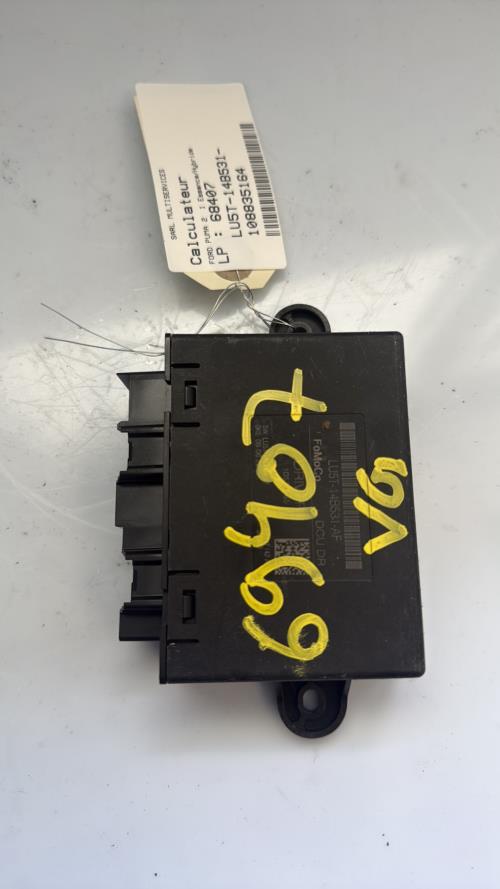 SARL MULTISERVICES
Calculateur
FORD PUMA 2 1 Essence/Hybride
LP : 68407
LU5T-14B531-
108835164
LU5T-14B531-AF
FoMoCo
DCU DR
69407
VG